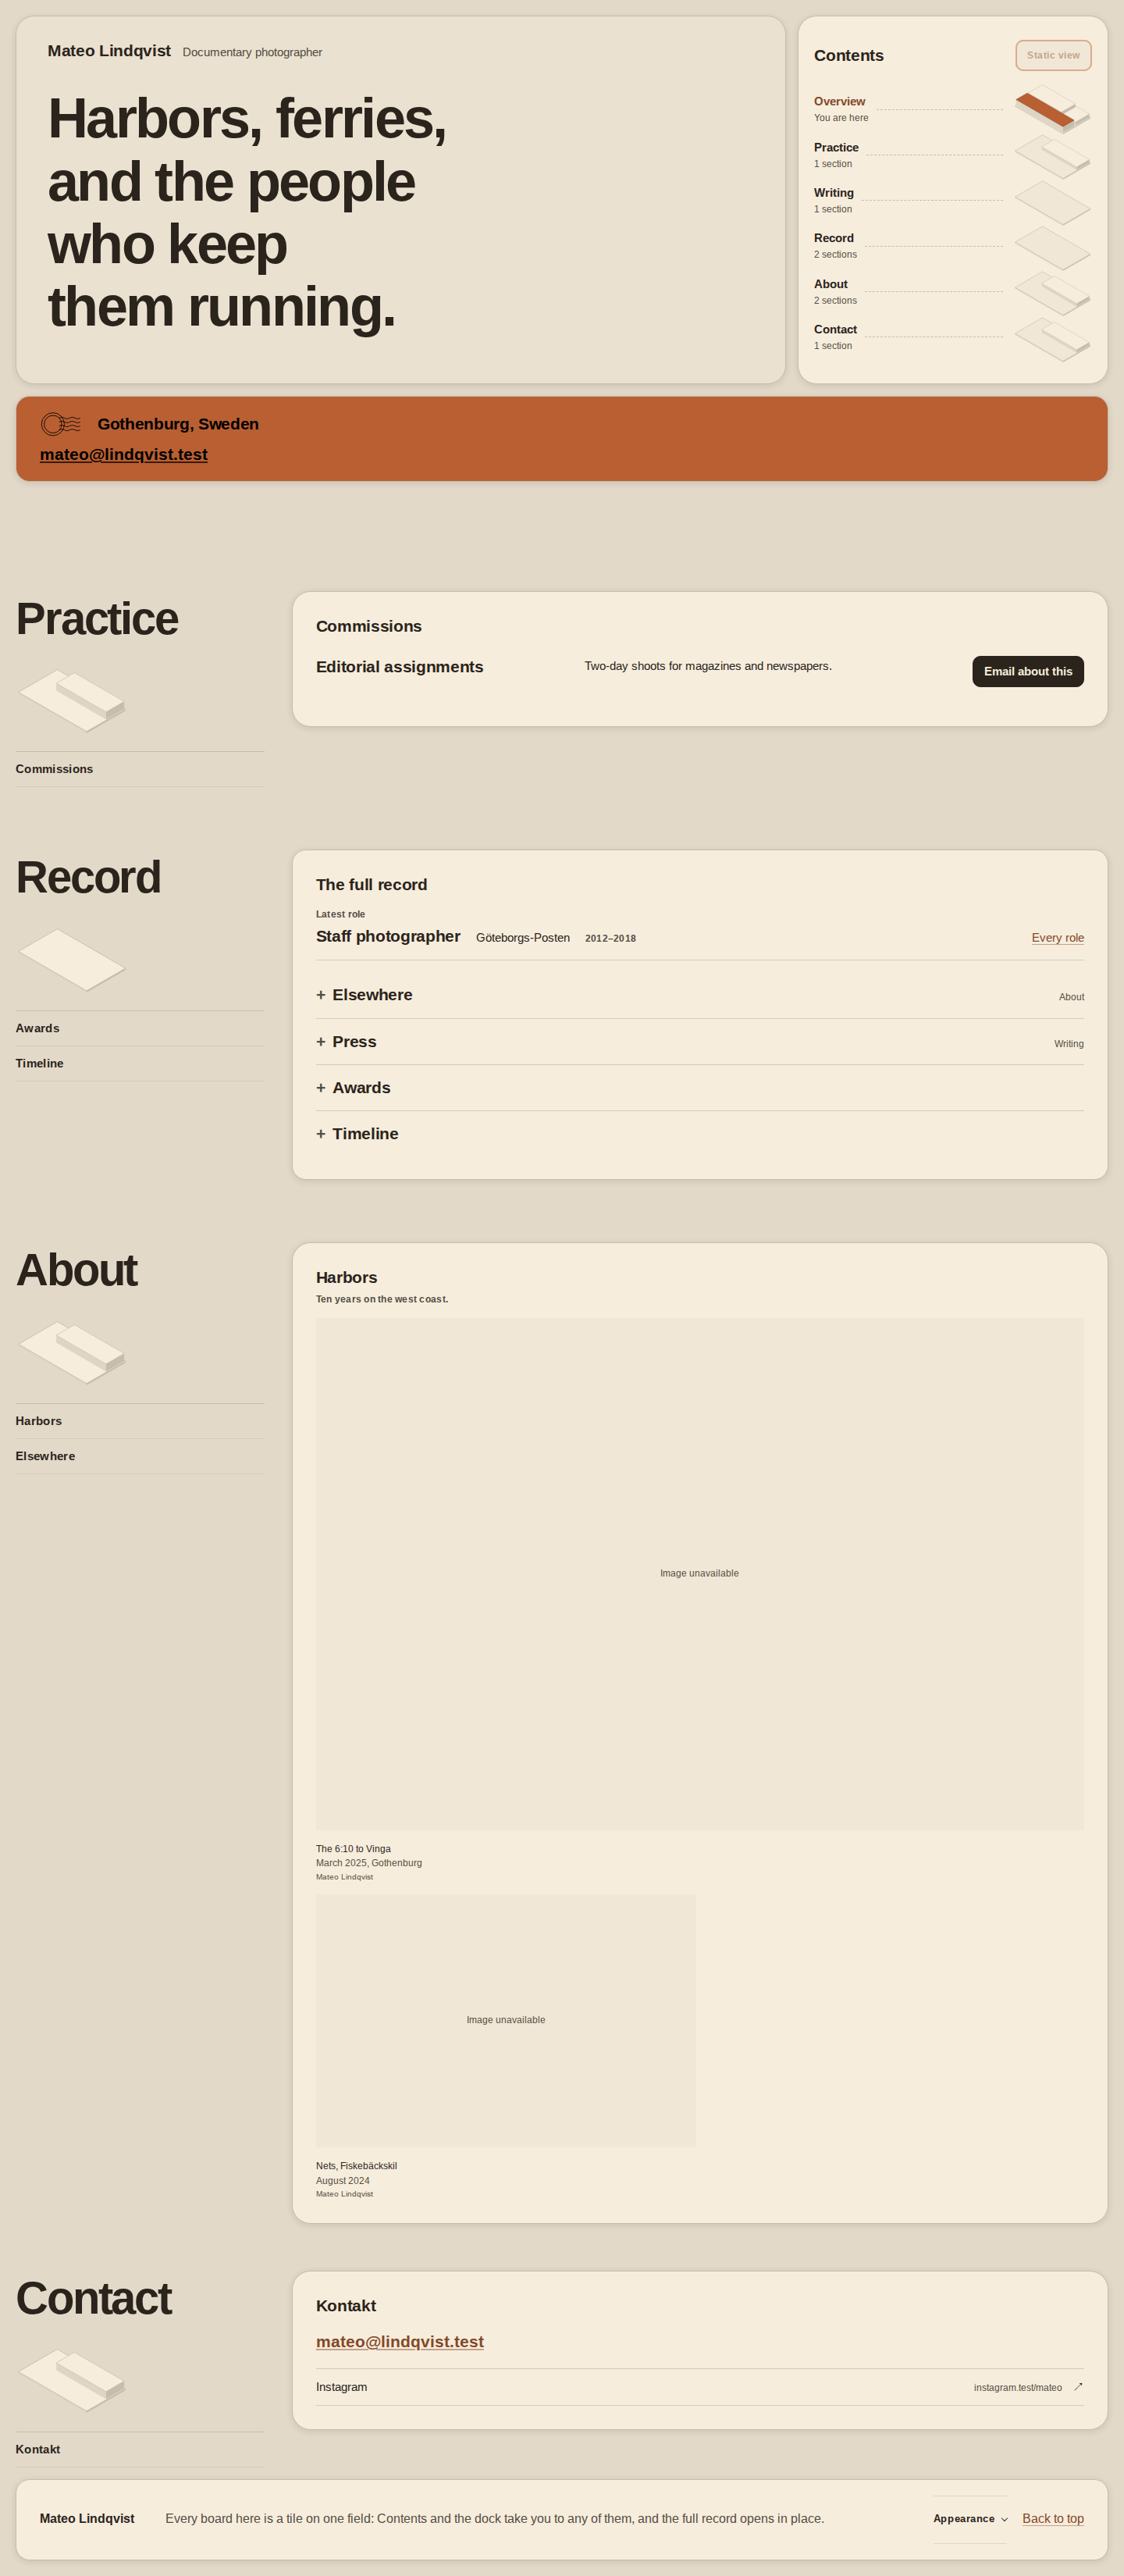 Mateo Lindqvist Documentary photographer
Harbors, ferries,
and the people
who keep
them running.
Contents
Static view
Overview
You are here
Practice
1 section
Writing
1 section
Record
2 sections
About
2 sections
Contact
1 section
Gothenburg, Sweden
mateo@lindqvist.test
Practice
Commissions
Commissions
Editorial assignments
Two-day shoots for magazines and newspapers.
Email about this
Record
Awards
Timeline
The full record
Latest role
Staff photographer Göteborgs-Posten 2012–2018 Every role
+ Elsewhere About
+ Press Writing
+ Awards
+ Timeline
About
Harbors
Elsewhere
Harbors
Ten years on the west coast.
Image unavailable
The 6:10 to Vinga
March 2025, Gothenburg
Mateo Lindqvist
Image unavailable
Nets, Fiskebäckskil
August 2024
Mateo Lindqvist
Contact
Kontakt
Kontakt
mateo@lindqvist.test
Instagram instagram.test/mateo ↗
Mateo Lindqvist Every board here is a tile on one field: Contents and the dock take you to any of them, and the full record opens in place. Appearance Back to top